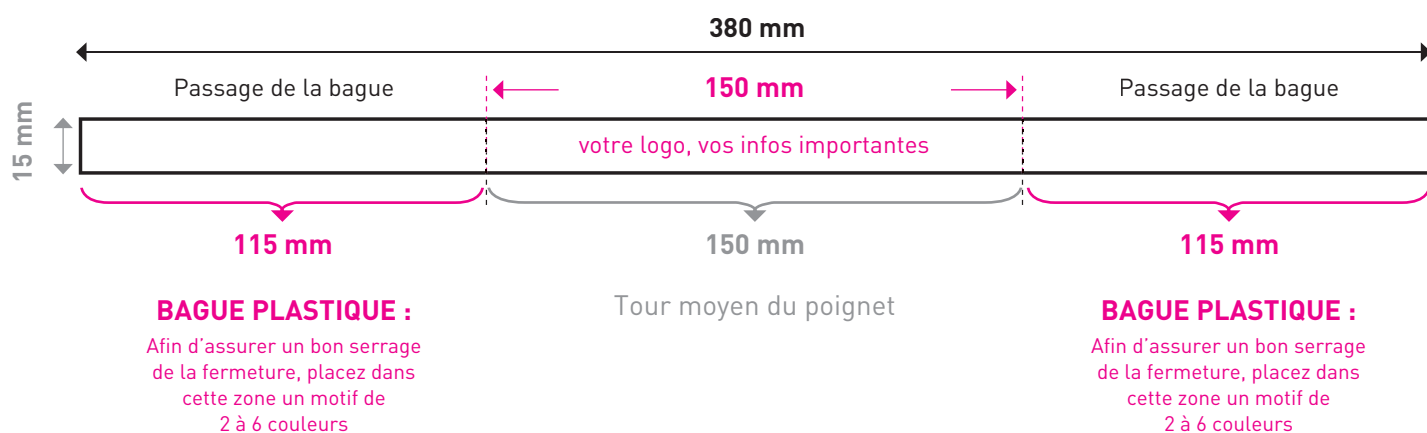 380 mm
Passage de la bague
150 mm
Passage de la bague
15 mm
votre logo, vos infos importantes
115 mm
150 mm
115 mm
BAGUE PLASTIQUE :
Afin d'assurer un bon serrage
de la fermeture, placez dans
cette zone un motif de
2 à 6 couleurs
Tour moyen du poignet
BAGUE PLASTIQUE :
Afin d'assurer un bon serrage
de la fermeture, placez dans
cette zone un motif de
2 à 6 couleurs